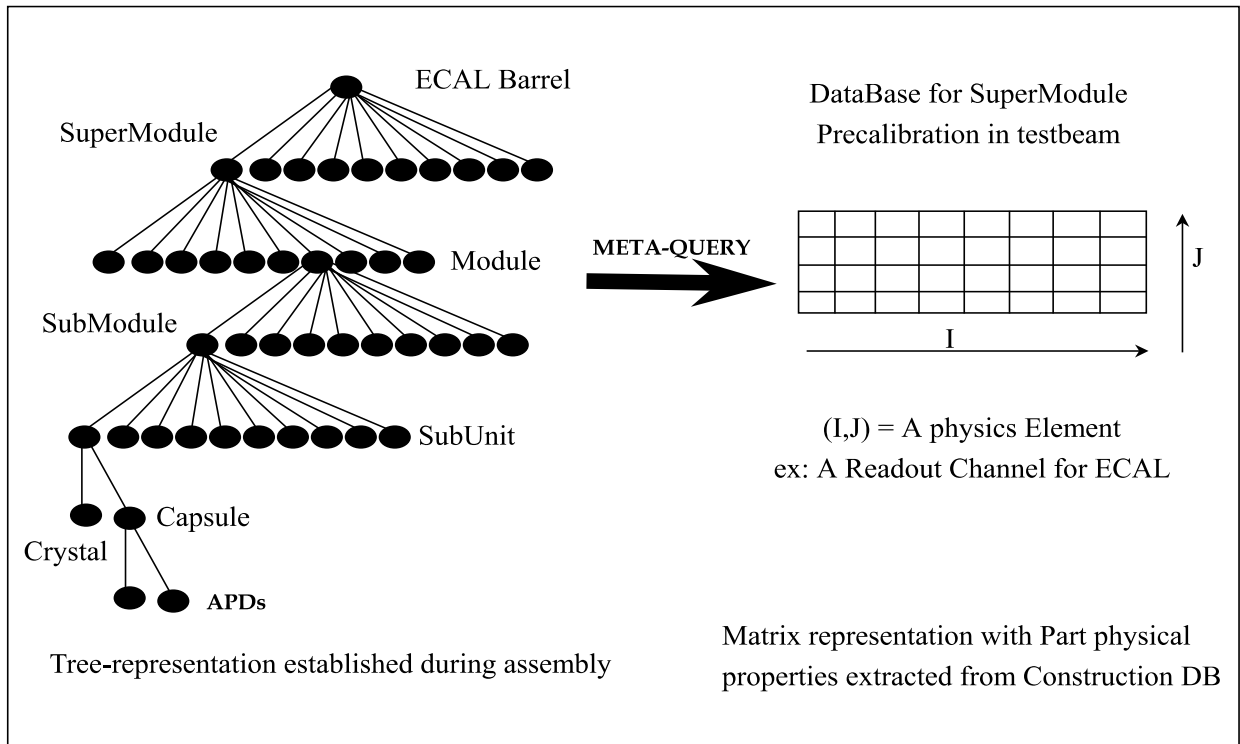 ECAL Barrel
SuperModule
Module
SubModule
SubUnit
Capsule
Crystal
APDs
Tree-representation established during assembly
META-QUERY
DataBase for SuperModule
Precalibration in testbeam
J
I
(I,J) = A physics Element
ex: A Readout Channel for ECAL
Matrix representation with Part physical
properties extracted from Construction DB